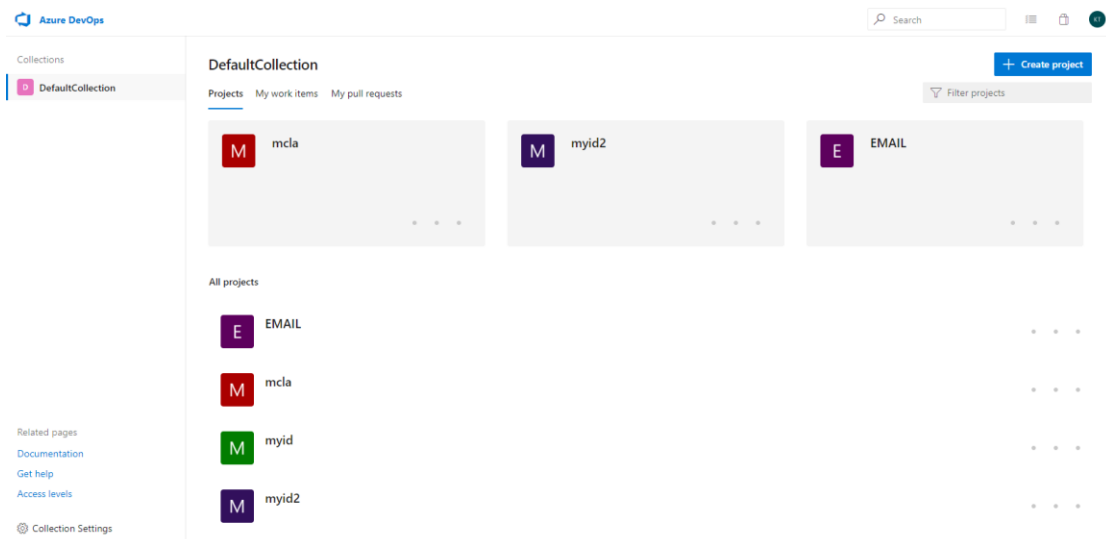 Azure DevOps
Search
KT
Collections
D DefaultCollection
DefaultCollection
Create project
Projects My work items My pull requests
Filter projects
M mcla
M myid2
E EMAIL
All projects
E EMAIL
M mcla
M myid
M myid2
Related pages
Documentation
Get help
Access levels
Collection Settings